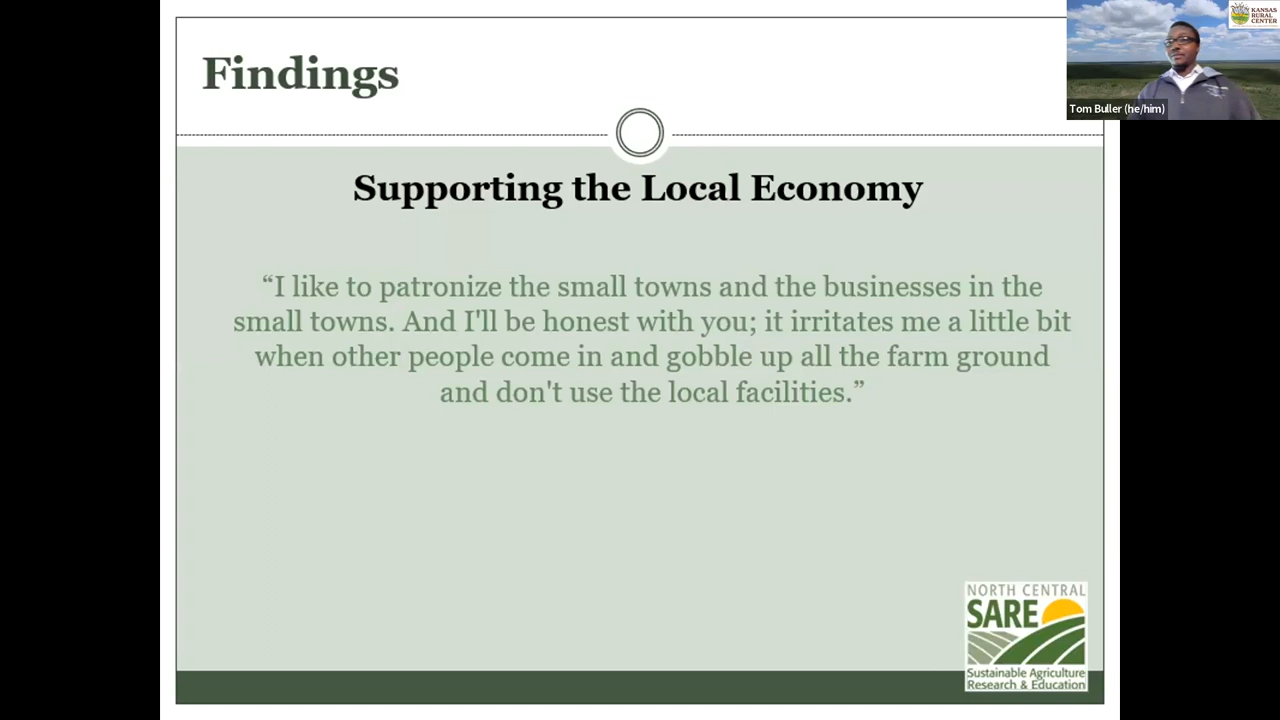 Findings
KANSAS
RURAL
CENTER
Tom Buller (he/him)
Supporting the Local Economy
“I like to patronize the small towns and the businesses in the
small towns. And I'll be honest with you; it irritates me a little bit
when other people come in and gobble up all the farm ground
and don't use the local facilities.”
NORTH CENTRAL
SARE
Sustainable Agriculture
Research & Education